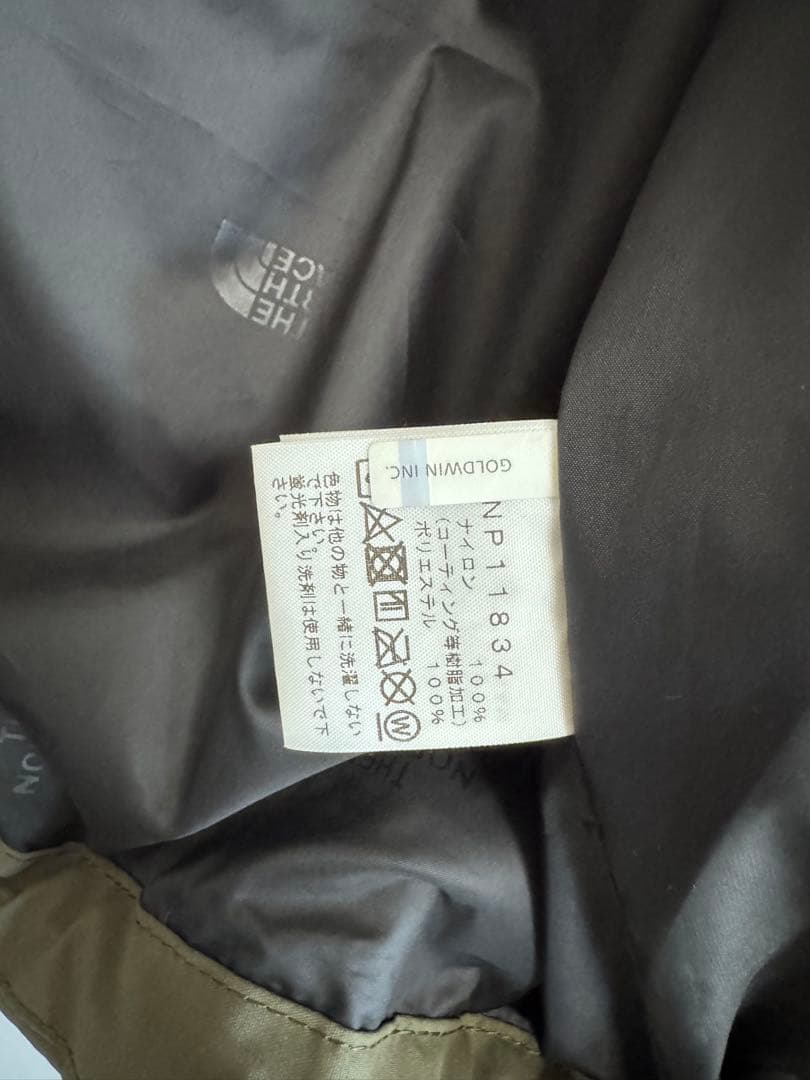 GOLDWIN INC.
NP11834
ナイロン 100%
(コーティング等樹脂加工)
ポリエステル 100%
W
色物は他の物と一緒に洗濯しない
で下さい。
蛍光剤入り洗剤は使用しないで下
さい。
THE
NO
THE